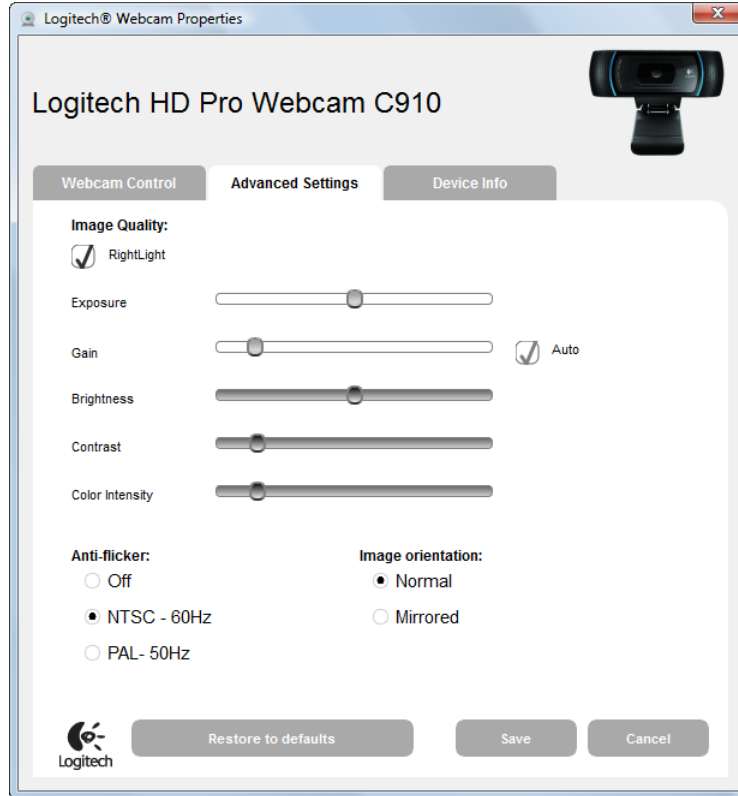 Logitech® Webcam Properties
Logitech HD Pro Webcam C910
Webcam Control Advanced Settings Device Info
Image Quality:
RightLight
Exposure
Gain Auto
Brightness
Contrast
Color Intensity
Anti-flicker: Image orientation:
Off Normal
NTSC - 60Hz Mirrored
PAL- 50Hz
Logitech
Restore to defaults Save Cancel